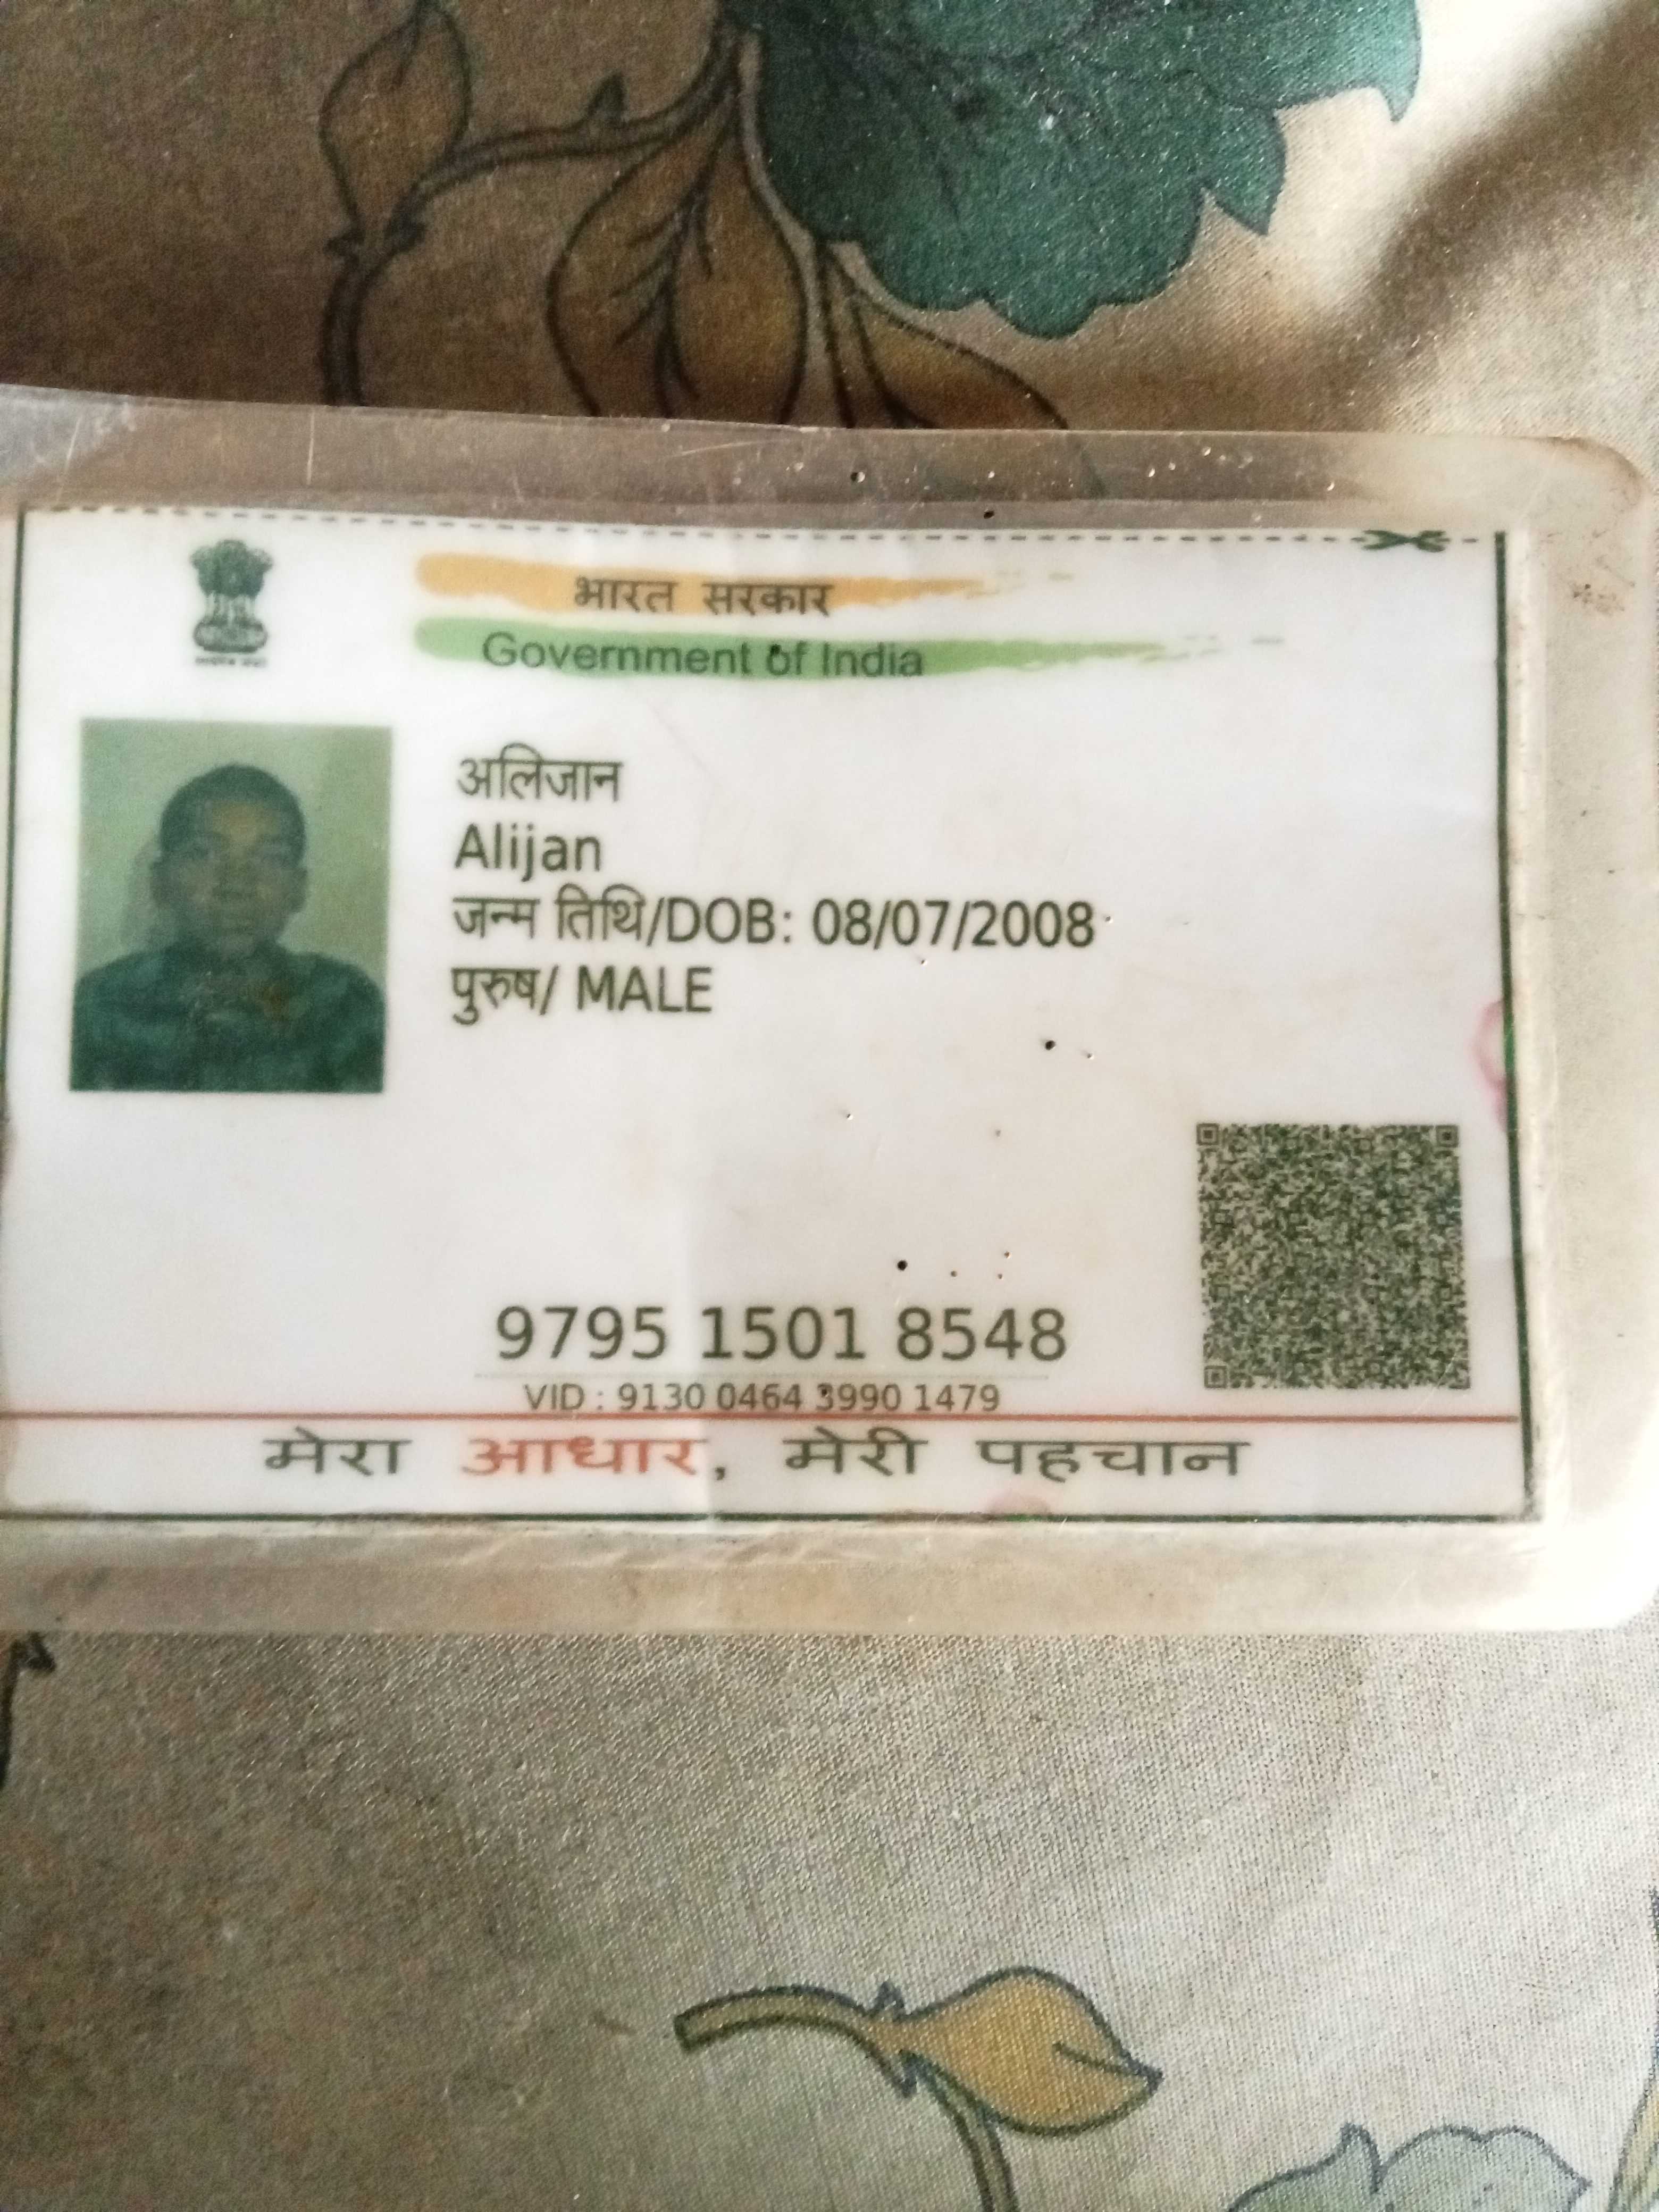 भारत सरकार
Government of India
अलिजान
Alijan
जन्म तिथि/DOB: 08/07/2008
पुरुष/ MALE
9795 1501 8548
VID : 9130 0464 3990 1479
मेरा आधार, मेरी पहचान